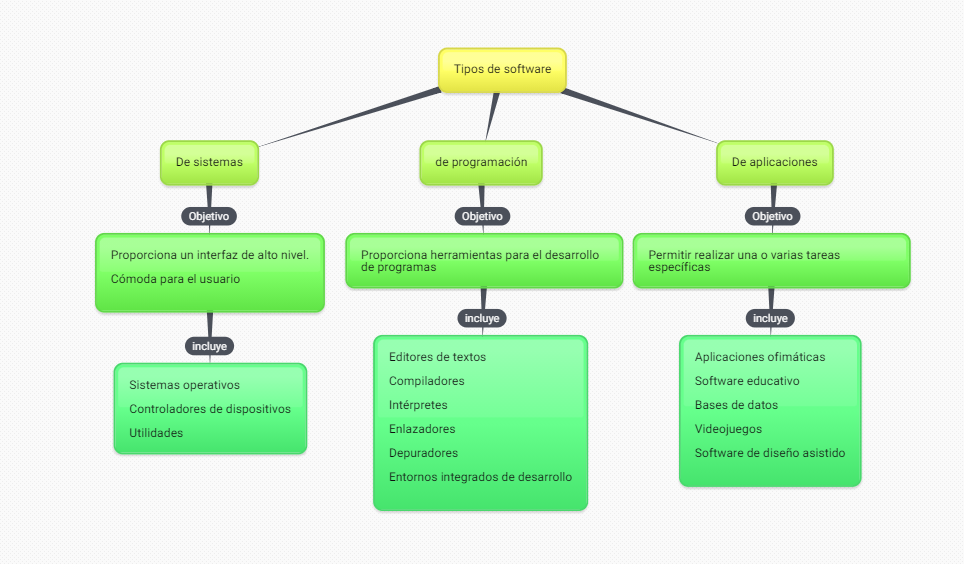 Tipos de software
De sistemas
Objetivo
Proporciona un interfaz de alto nivel.
Cómoda para el usuario
incluye
Sistemas operativos
Controladores de dispositivos
Utilidades
de programación
Objetivo
Proporciona herramientas para el desarrollo
de programas
incluye
Editores de textos
Compiladores
Intérpretes
Enlazadores
Depuradores
Entornos integrados de desarrollo
De aplicaciones
Objetivo
Permitir realizar una o varias tareas
específicas
incluye
Aplicaciones ofimáticas
Software educativo
Bases de datos
Videojuegos
Software de diseño asistido